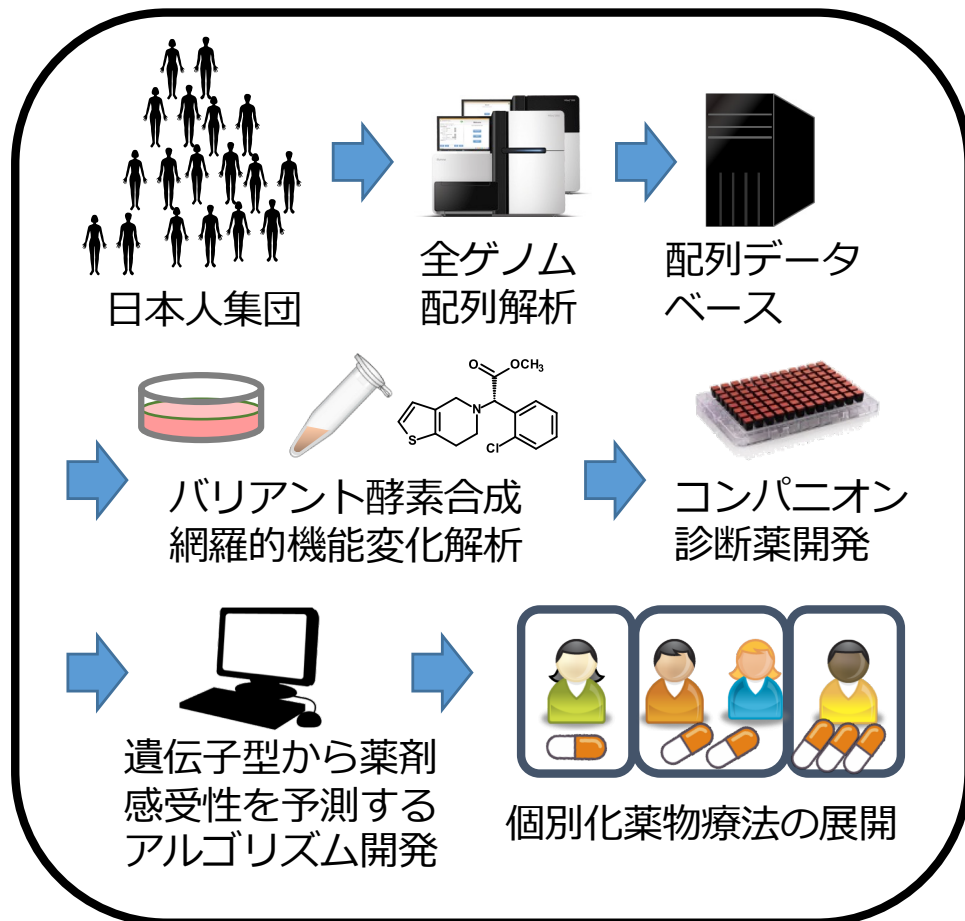 日本人集団
全ゲノム
配列解析
配列データ
ベース
O
OCH₃
N
S
Cl
バリアント酵素合成
網羅的機能変化解析
コンパニオン
診断薬開発
遺伝子型から薬剤
感受性を予測する
アルゴリズム開発
個別化薬物療法の展開